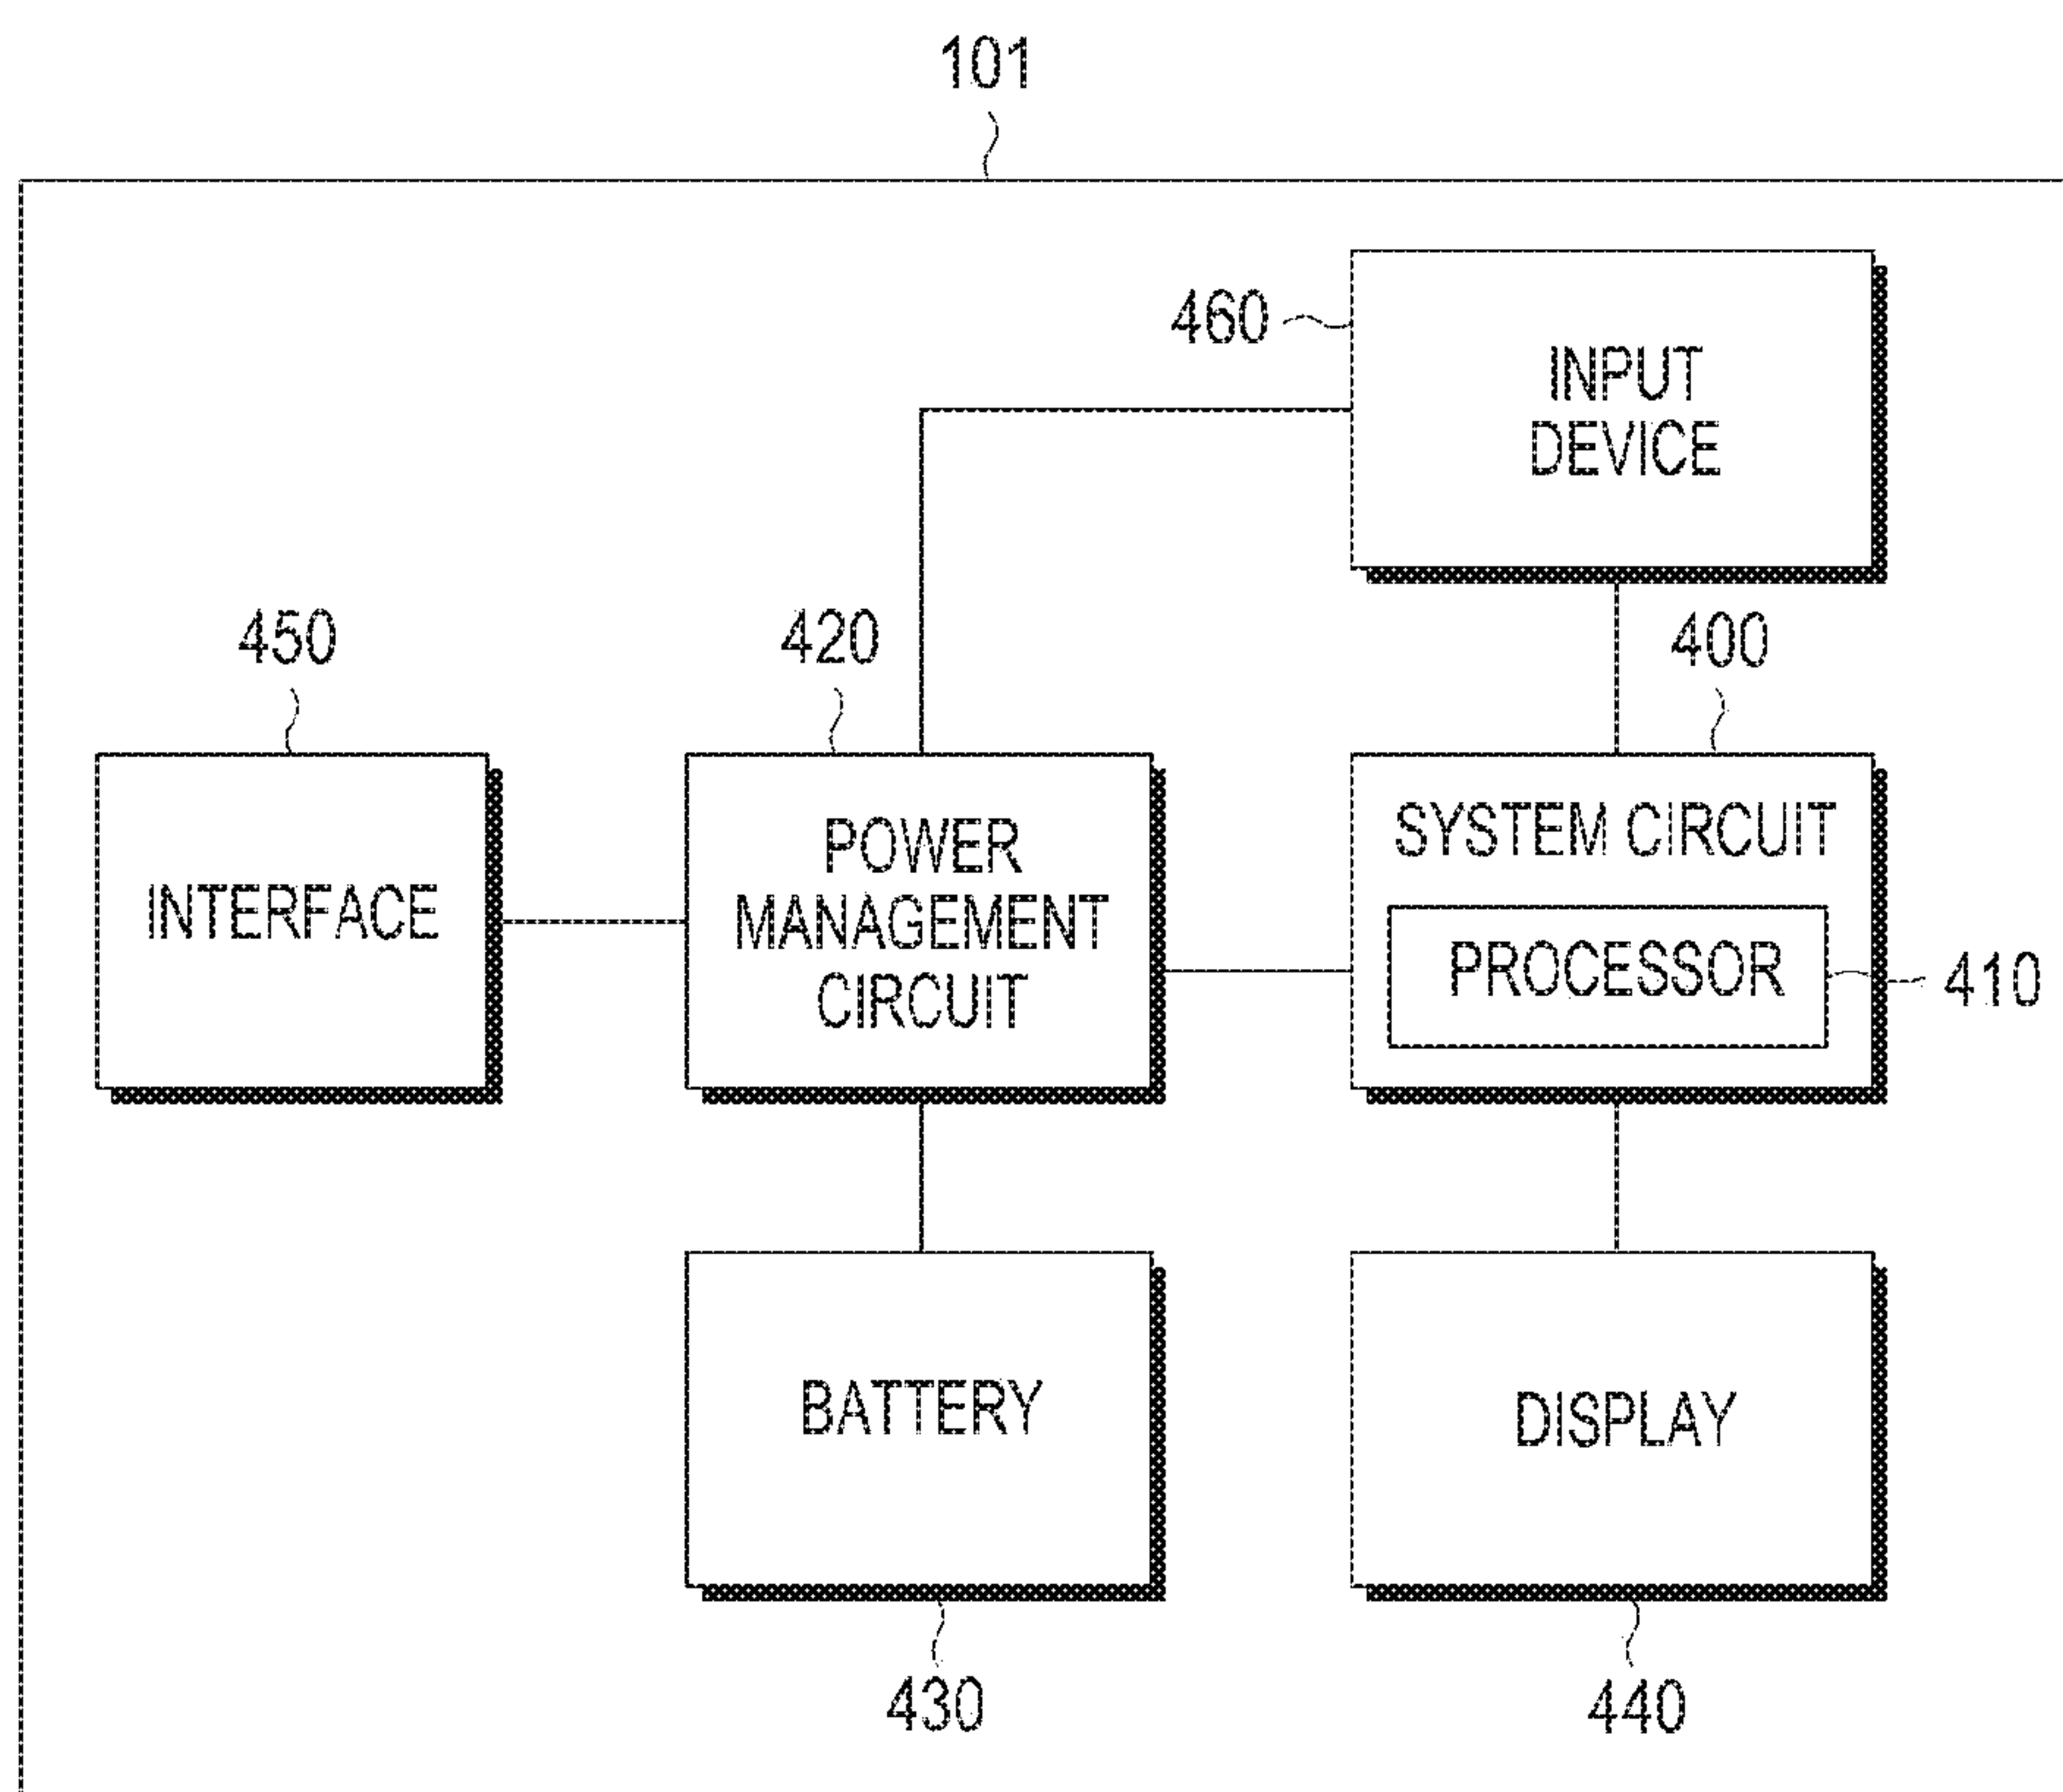 101
460
INPUT
DEVICE
450
420
400
INTERFACE
POWER
MANAGEMENT
CIRCUIT
SYSTEM CIRCUIT
PROCESSOR
410
BATTERY
DISPLAY
430
440